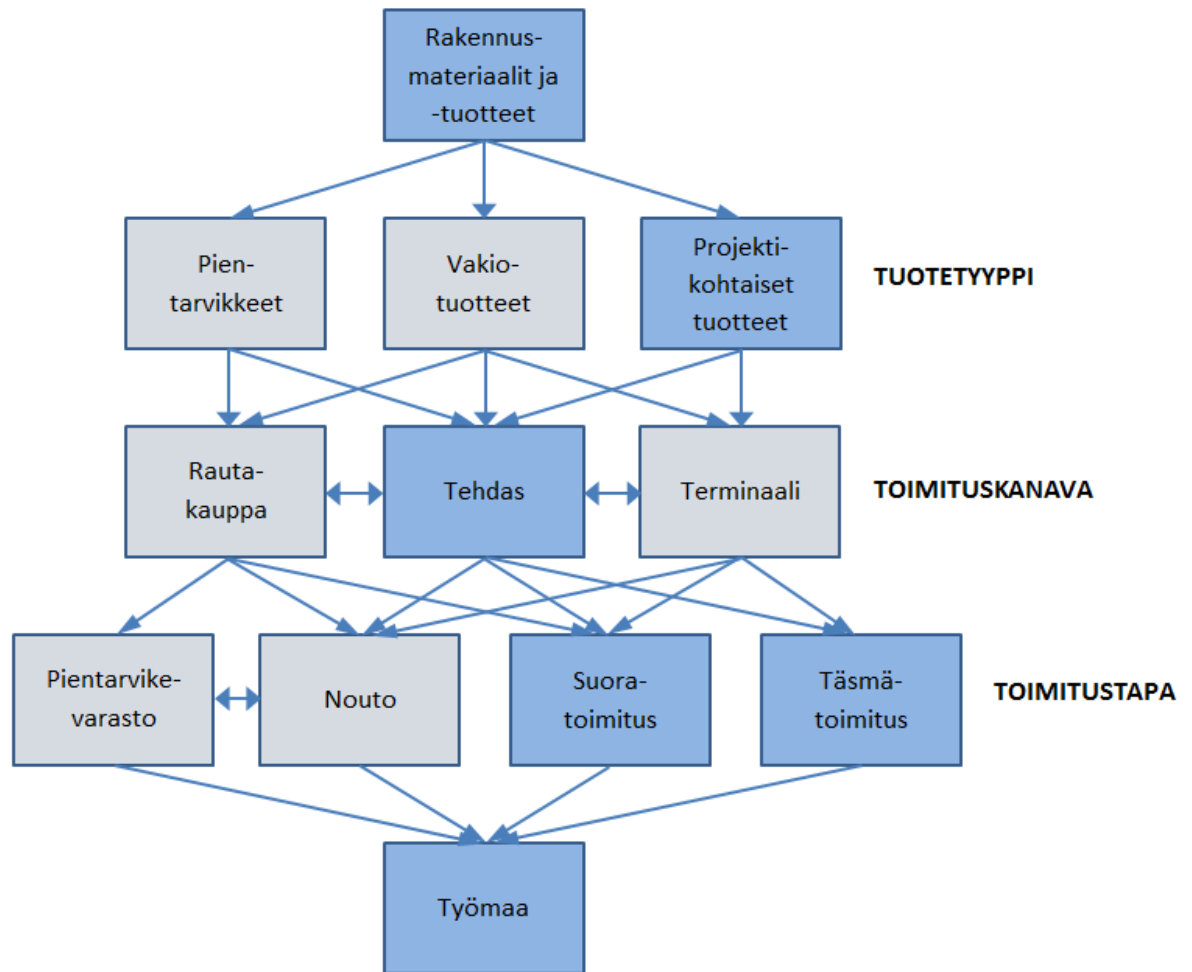 Rakennus-
materiaalit ja
-tuotteet
Pien-
tarvikkeet
Vakio-
tuotteet
Projekti-
kohtaiset
tuotteet
TUOTETYYPPI
Rauta-
kauppa
Tehdas
Terminaali
TOIMITUSKANAVA
Pientarvike-
varasto
Nouto
Suora-
toimitus
Täsmä-
toimitus
TOIMITUSTAPA
Työmaa